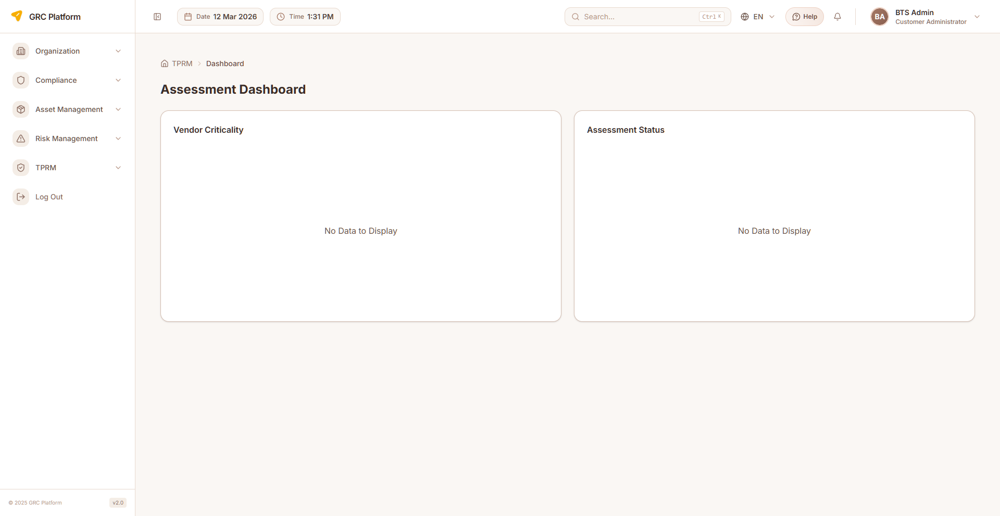 GRC Platform
Date 12 Mar 2026
Time 1:31 PM
Search...
Ctrl K
EN
Help
BA
BTS Admin
Customer Administrator
Organization
Compliance
Asset Management
Risk Management
TPRM
Log Out
TPRM > Dashboard
Assessment Dashboard
Vendor Criticality
No Data to Display
Assessment Status
No Data to Display
© 2025 GRC Platform
v2.0